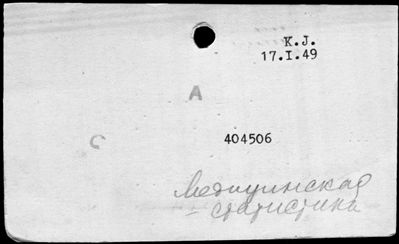 K.J.
17.I.49
A
C
404506
Медицинская
- статистика